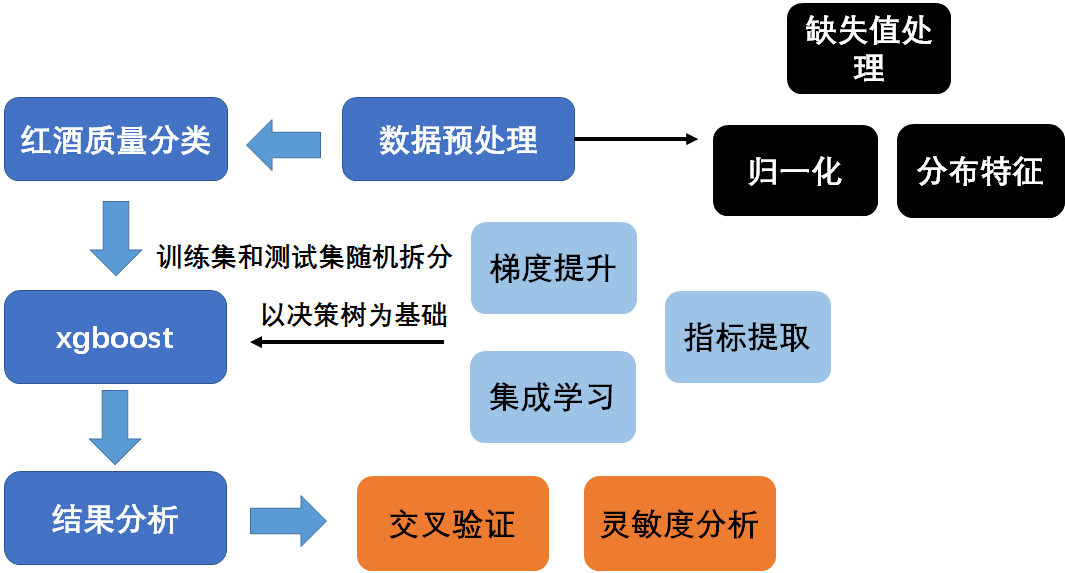 缺失值处
理
红酒质量分类
数据预处理
归一化
分布特征
训练集和测试集随机拆分
梯度提升
以决策树为基础
xgboost
指标提取
集成学习
结果分析
交叉验证
灵敏度分析